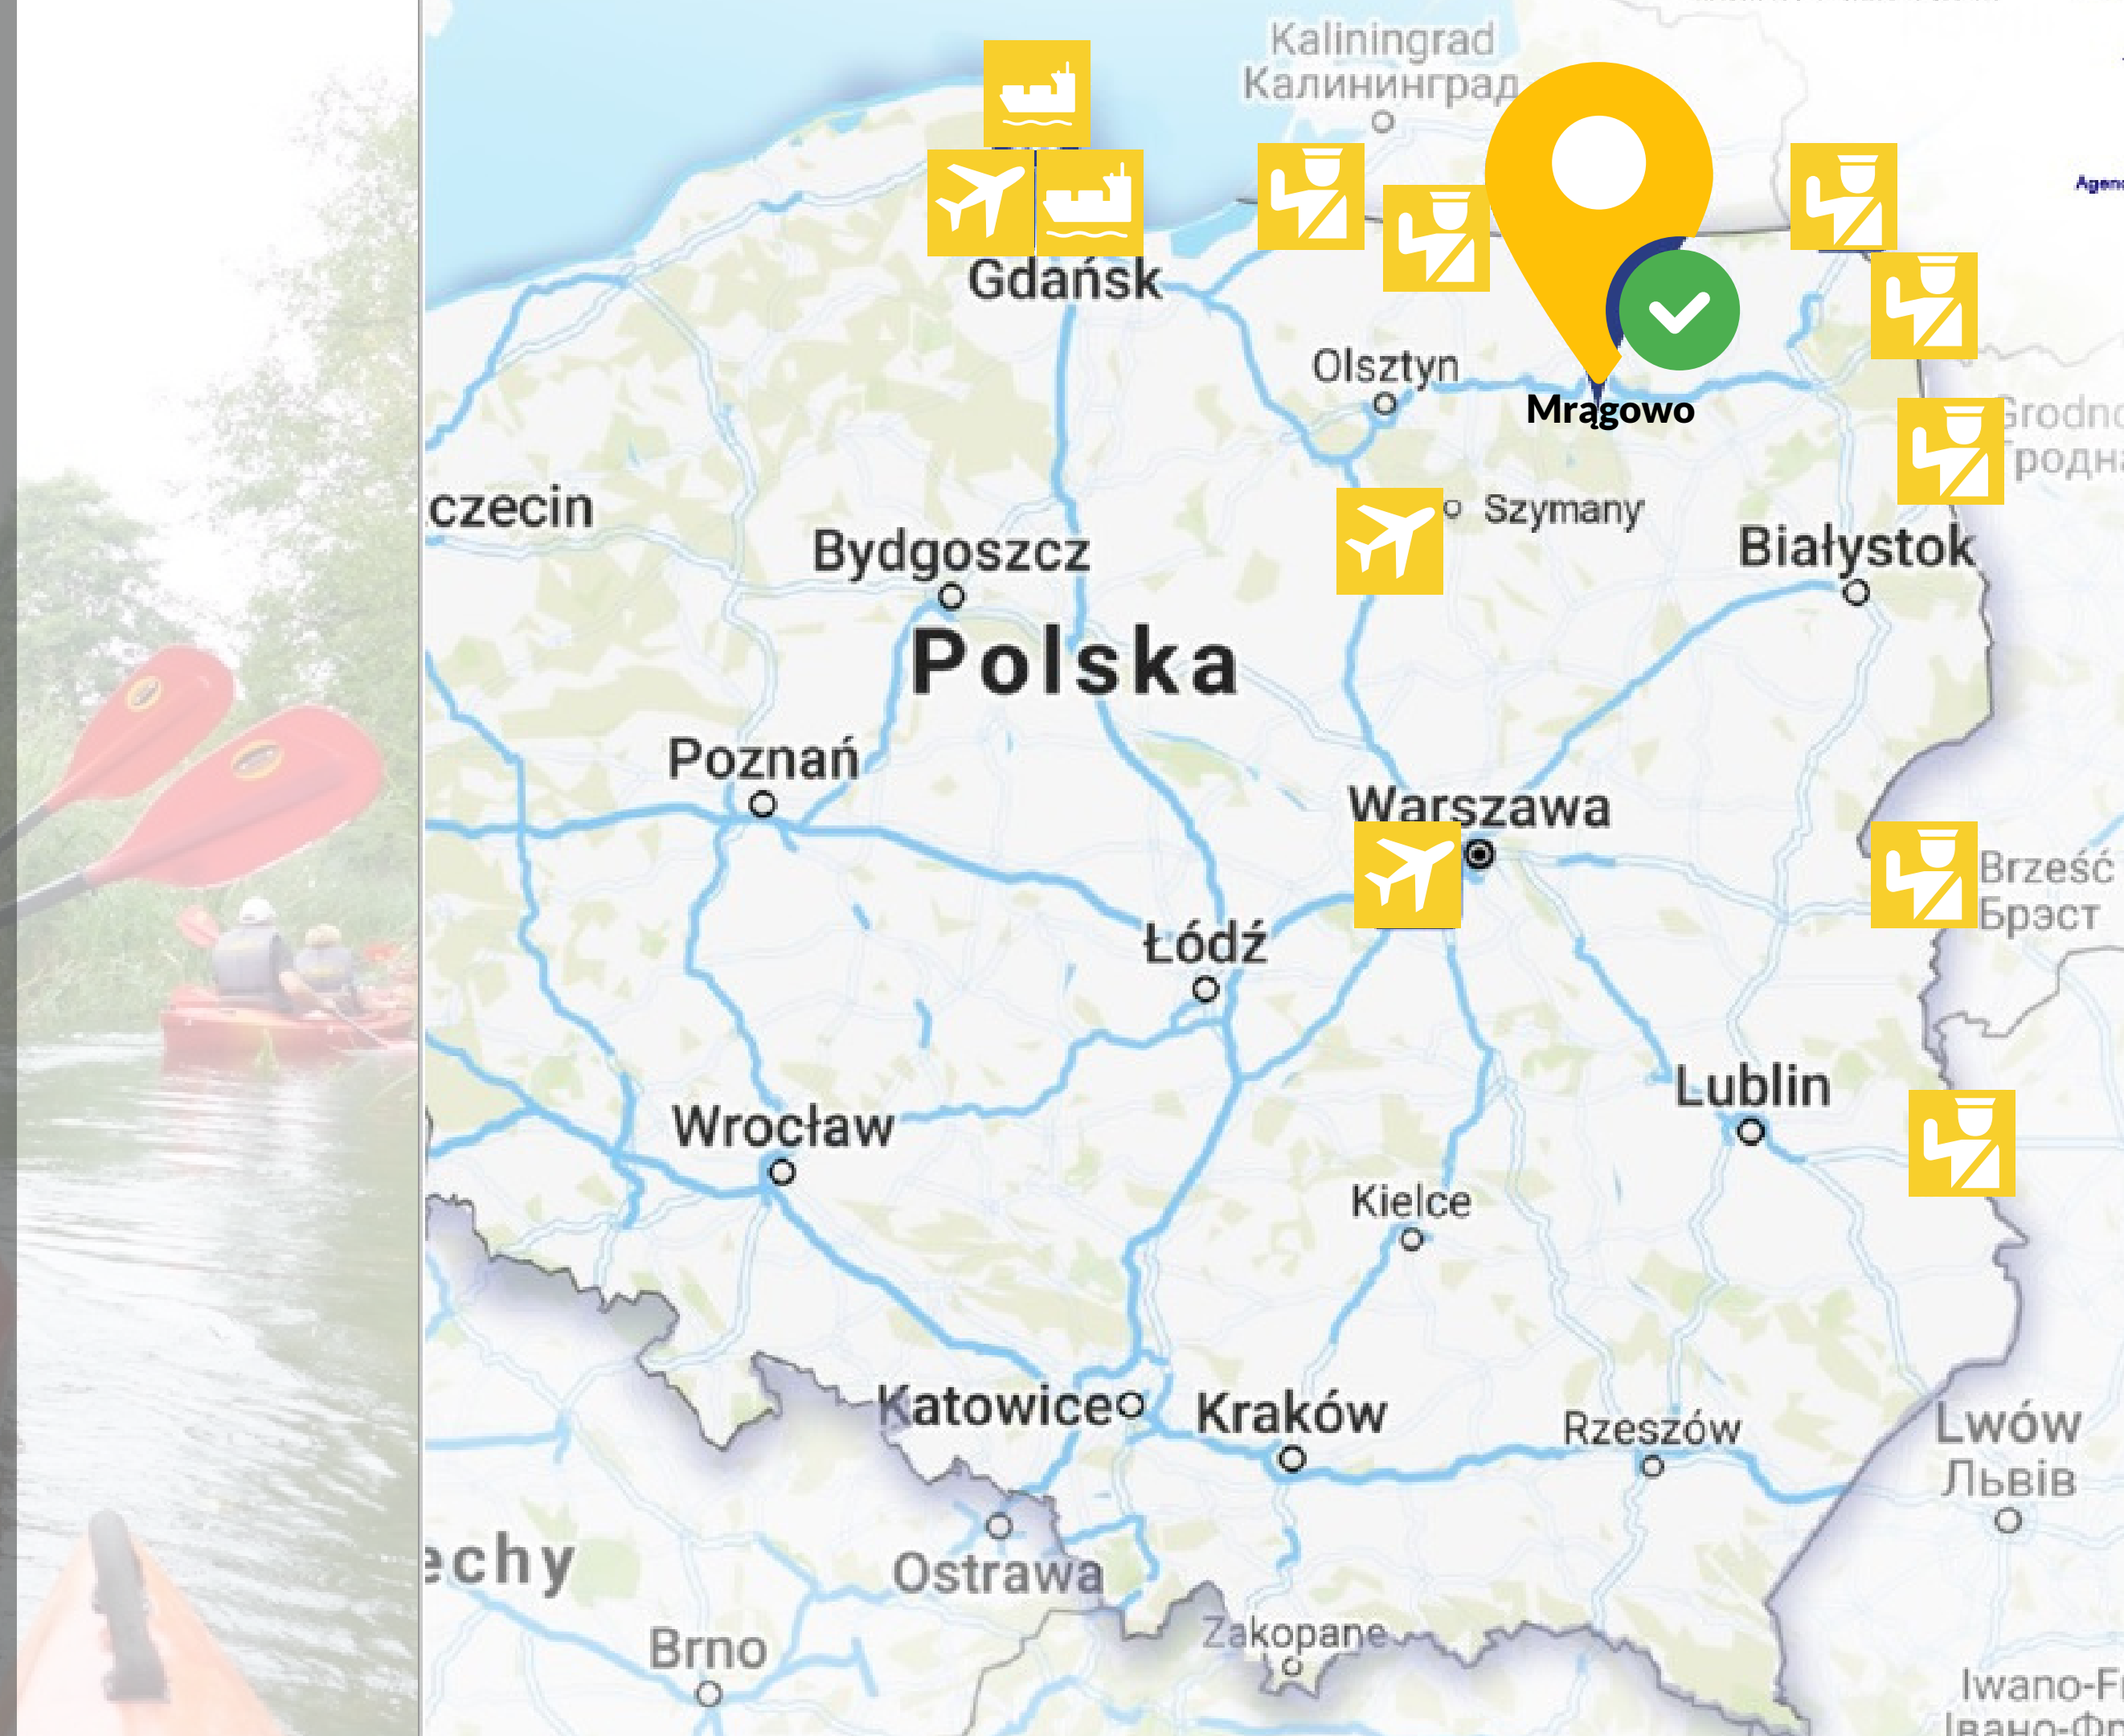 Kaliningrad
Калининград
Gdańsk
Olsztyn
Mrągowo
czecin
Szymany
Bydgoszcz
Białystok
Polska
Poznań
Warszawa
Brześć
Брэст
Łódź
Lublin
Wrocław
Kielce
Katowice
Kraków
Rzeszów
Lwów
Львів
echy
Ostrawa
Zakopane
Brno